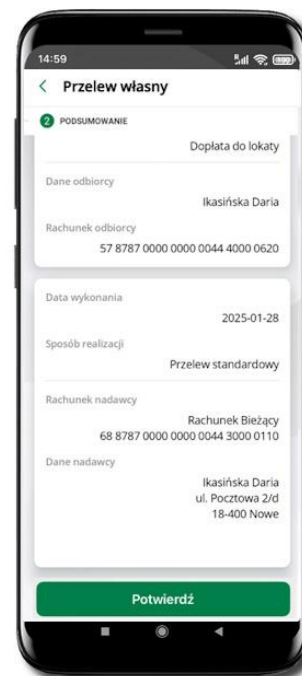 14:59
Przelew własny
2 PODSUMOWANIE
Dopłata do lokaty
Dane odbiorcy
Ikasińska Daria
Rachunek odbiorcy
57 8787 0000 0000 0044 4000 0620
Data wykonania
2025-01-28
Sposób realizacji
Przelew standardowy
Rachunek nadawcy
Rachunek Bieżący
68 8787 0000 0000 0044 3000 0110
Dane nadawcy
Ikasińska Daria
ul. Pocztowa 2/d
18-400 Nowe
Potwierdź